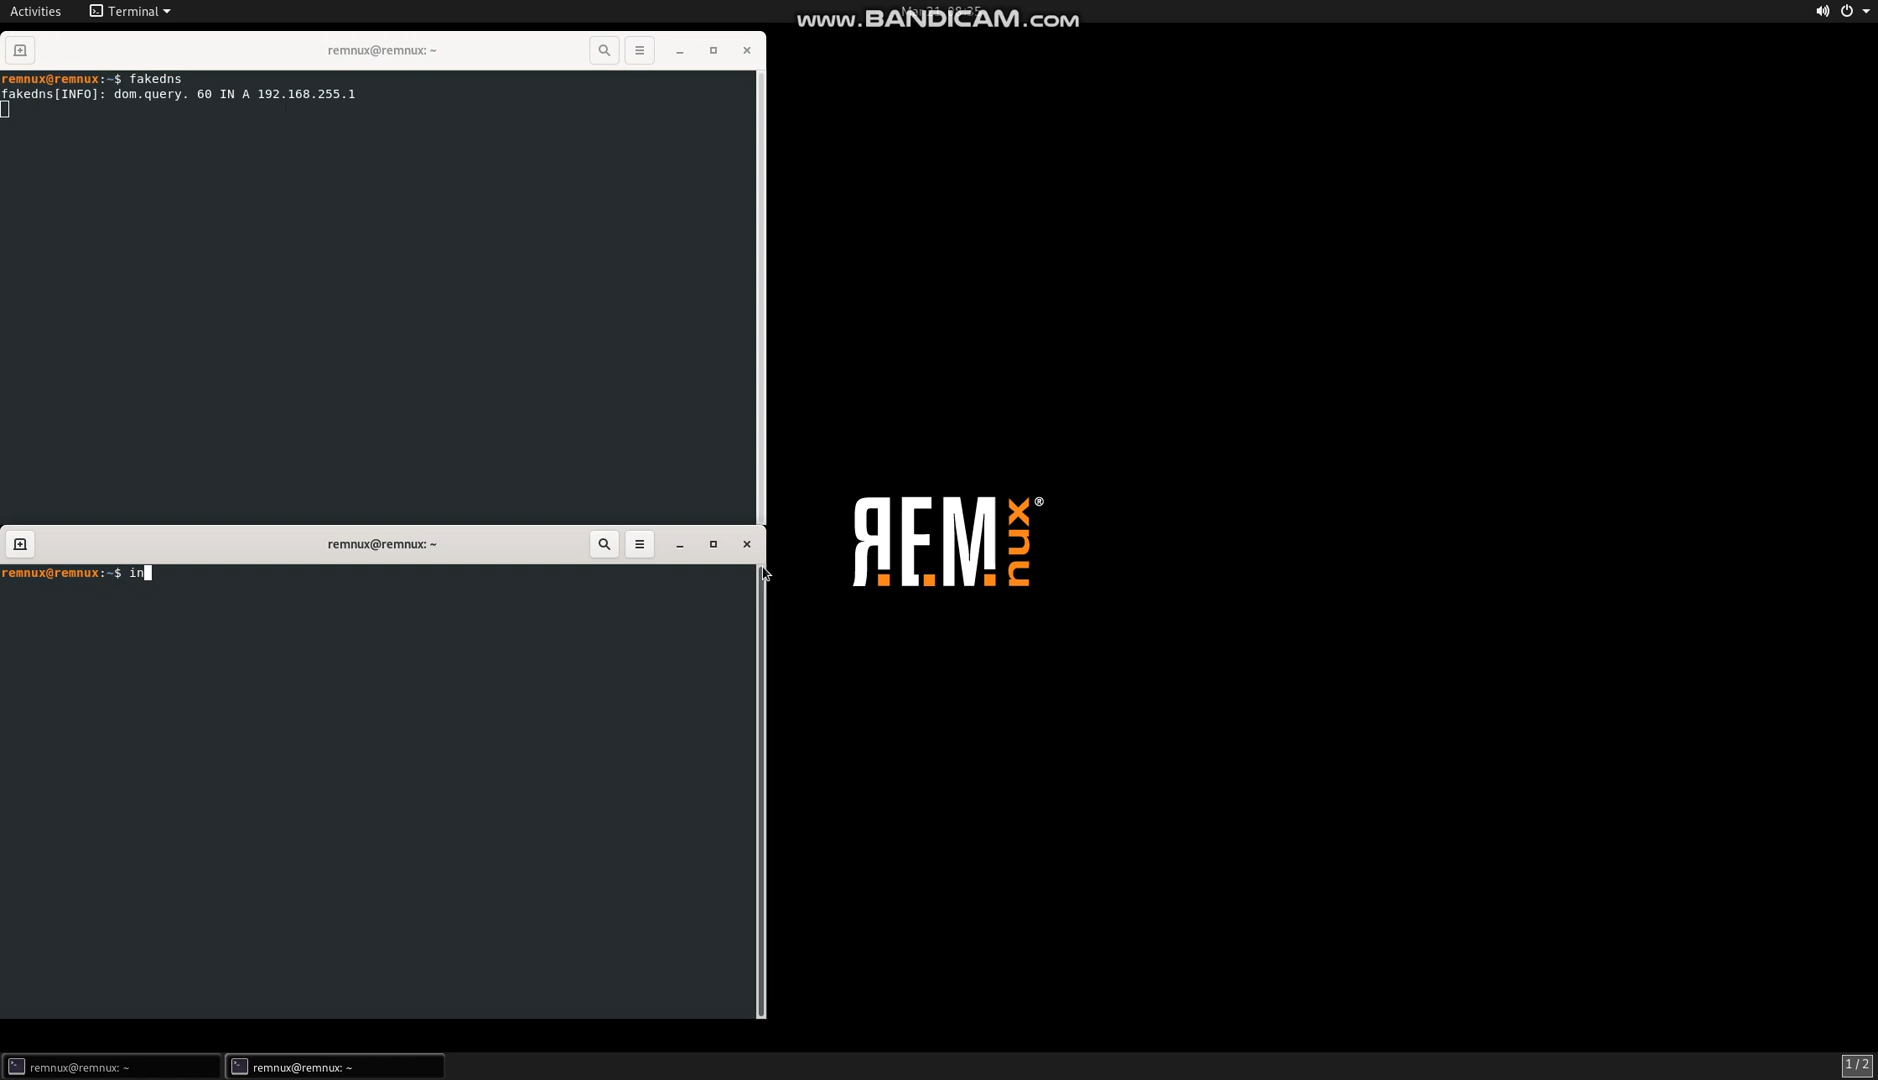 Activities
Terminal
www.BANDICAM.com
remnux@remnux: ~
remnux@remnux:~$ fakedns
fakedns[INFO]: dom.query. 60 IN A 192.168.255.1
REM
nux
®
remnux@remnux: ~
remnux@remnux:~$ in
remnux@remnux: ~
remnux@remnux: ~
1 / 2